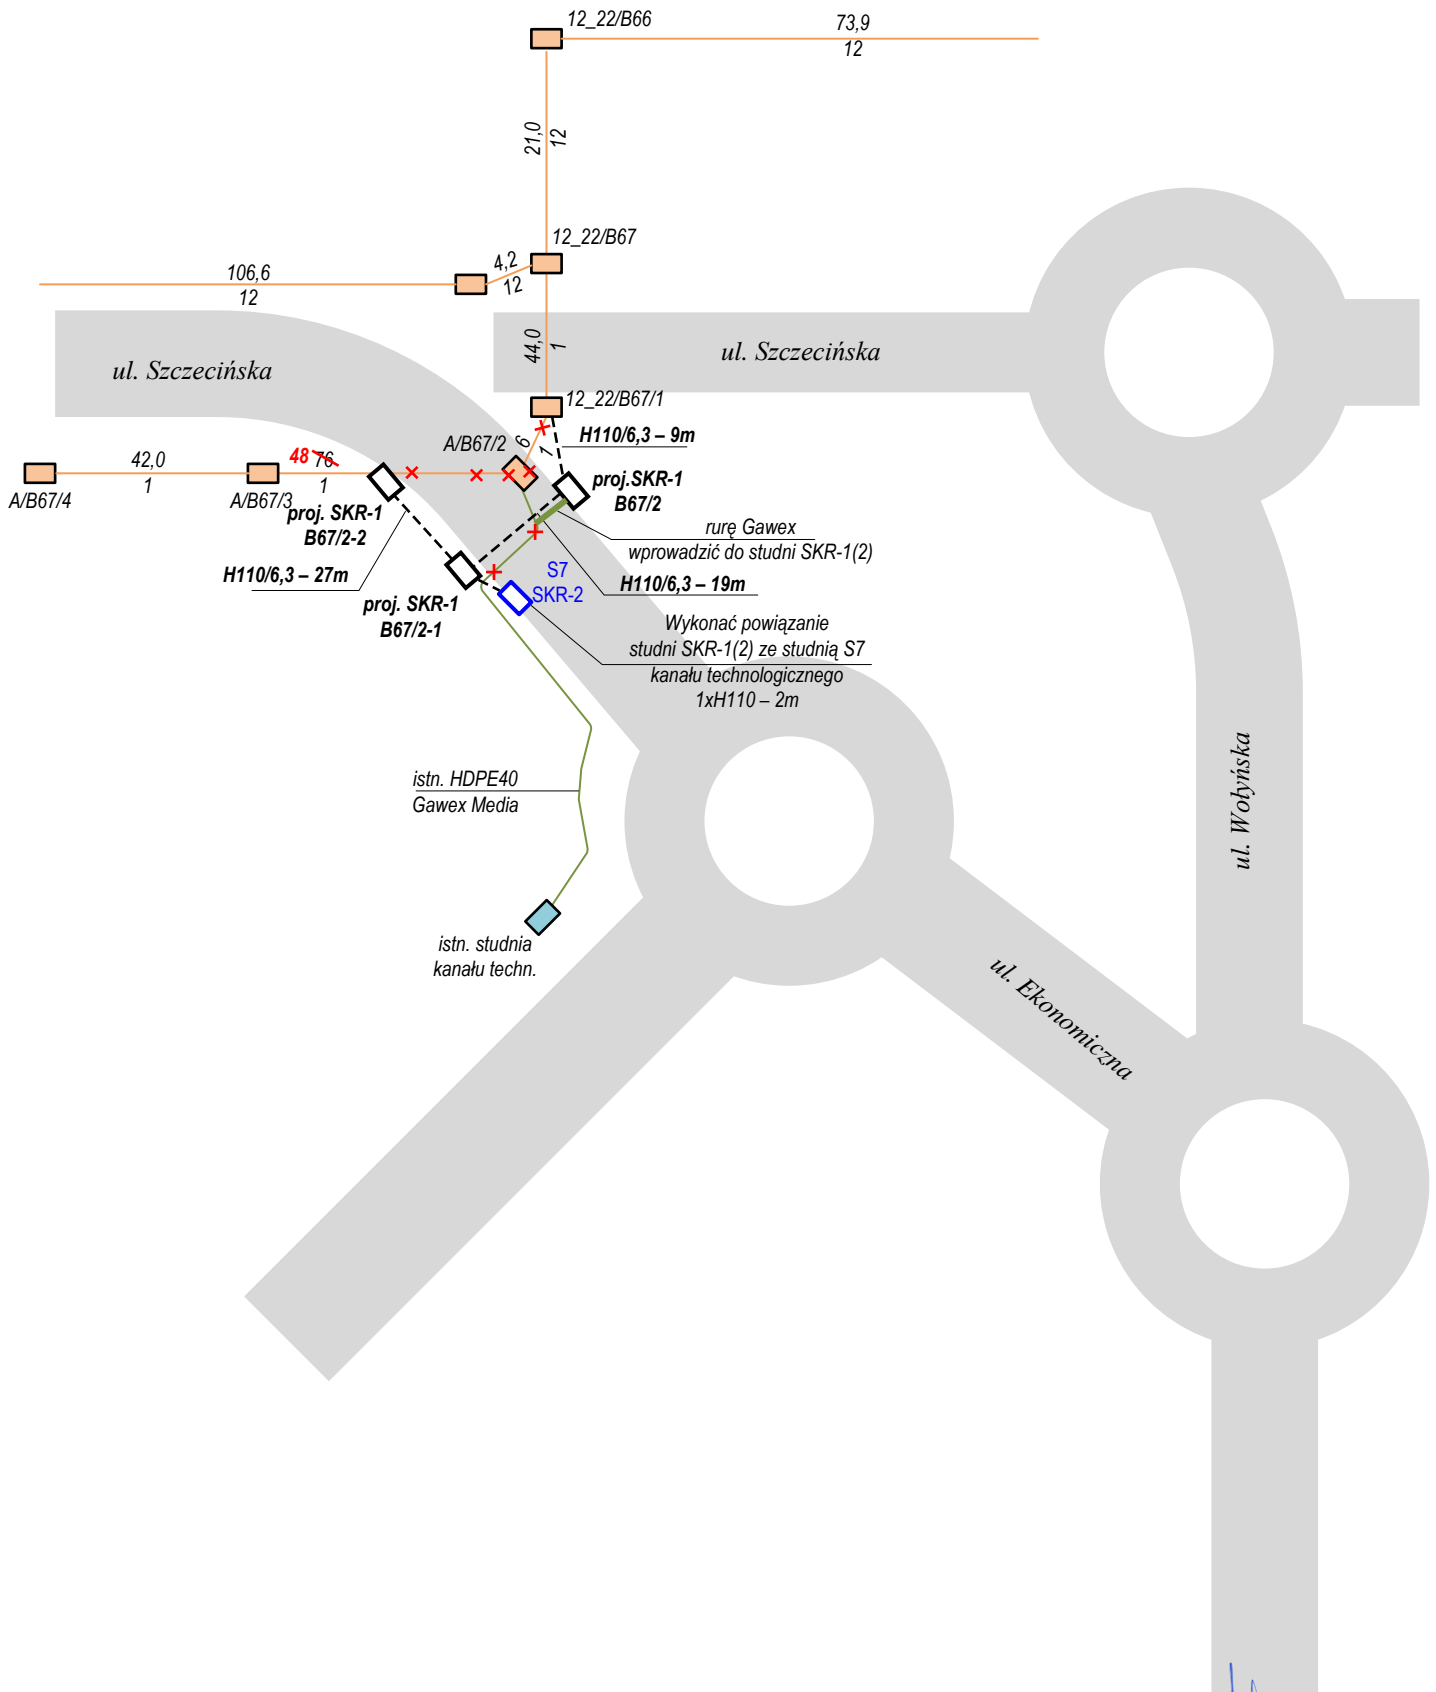 12_22/B66
73,9
12
21,0
12
12_22/B67
4,2
12
106,6
12
44,0
1
ul. Szczecińska
ul. Szczecińska
12_22/B67/1
A/B67/2
6
1
H110/6,3 – 9m
42,0
1
48 76
1
A/B67/4
A/B67/3
proj. SKR-1
B67/2-2
proj.SKR-1
B67/2
rurę Gawex
wprowadzić do studni SKR-1(2)
H110/6,3 – 27m
S7
SKR-2
H110/6,3 – 19m
proj. SKR-1
B67/2-1
Wykonać powiązanie
studni SKR-1(2) ze studnią S7
kanału technologicznego
1xH110 – 2m
istn. HDPE40
Gawex Media
ul. Wołyńska
istn. studnia
kanału techn.
ul. Ekonomiczna